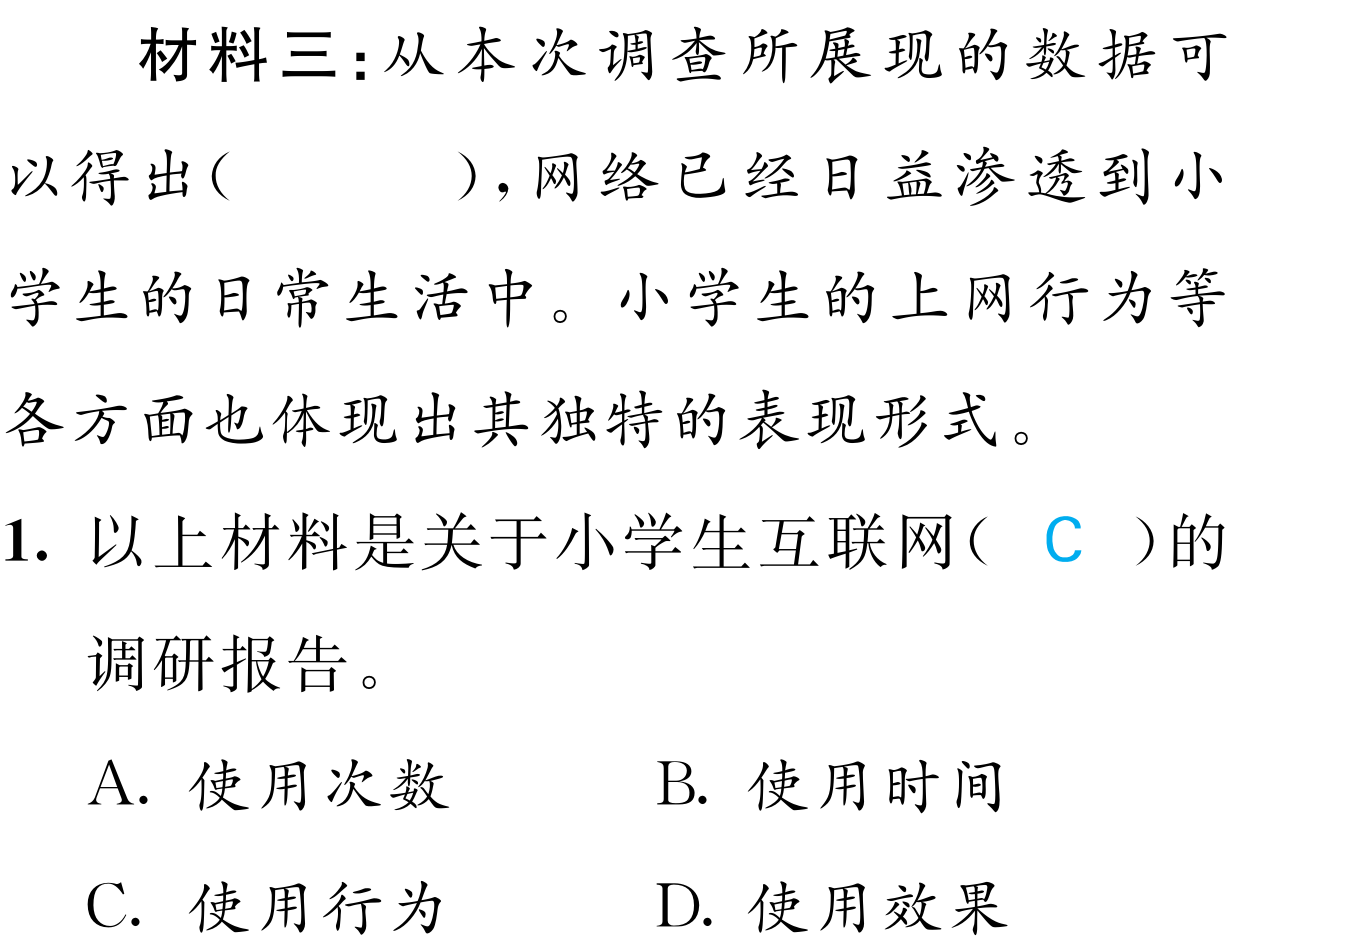 材料三:从本次调查所展现的数据可
以得出(    ),网络已经日益渗透到小
学生的日常生活中。小学生的上网行为等
各方面也体现出其独特的表现形式。
1. 以上材料是关于小学生互联网( C )的
调研报告。
A. 使用次数 B. 使用时间
C. 使用行为 D. 使用效果